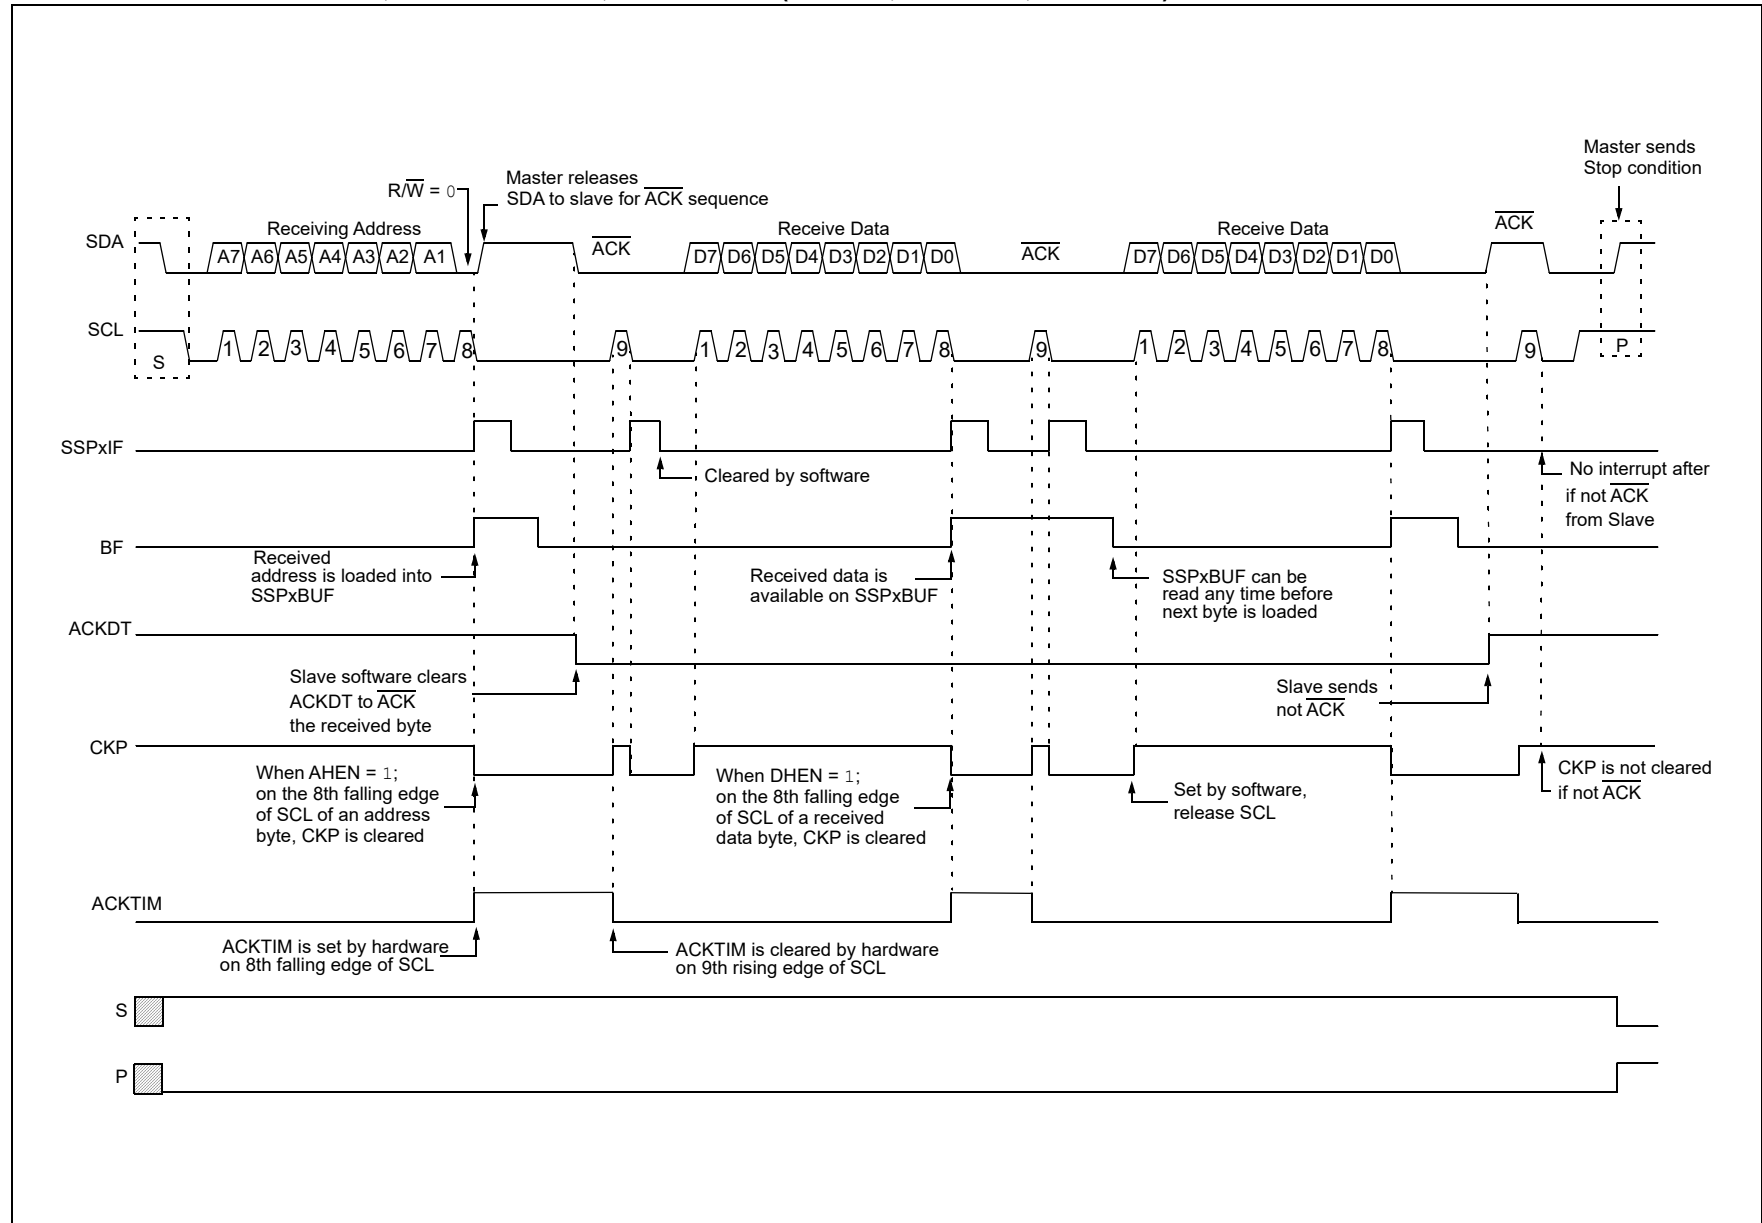 Master sends
Stop condition
R/W = 0
Master releases
SDA to slave for ACK sequence
SDA
Receiving Address
ACK
Receive Data
ACK
Receive Data
ACK
A7 A6 A5 A4 A3 A2 A1
D7 D6 D5 D4 D3 D2 D1 D0
D7 D6 D5 D4 D3 D2 D1 D0
SCL
S
1 2 3 4 5 6 7 8 9
1 2 3 4 5 6 7 8 9
1 2 3 4 5 6 7 8 9
P
SSPxIF
Cleared by software
No interrupt after
if not ACK
from Slave
BF
Received
address is loaded into
SSPxBUF
Received data is
available on SSPxBUF
SSPxBUF can be
read any time before
next byte is loaded
ACKDT
Slave software clears
ACKDT to ACK
the received byte
Slave sends
not ACK
CKP
When AHEN = 1;
on the 8th falling edge
of SCL of an address
byte, CKP is cleared
When DHEN = 1;
on the 8th falling edge
of SCL of a received
data byte, CKP is cleared
Set by software,
release SCL
CKP is not cleared
if not ACK
ACKTIM
ACKTIM is set by hardware
on 8th falling edge of SCL
ACKTIM is cleared by hardware
on 9th rising edge of SCL
S
P